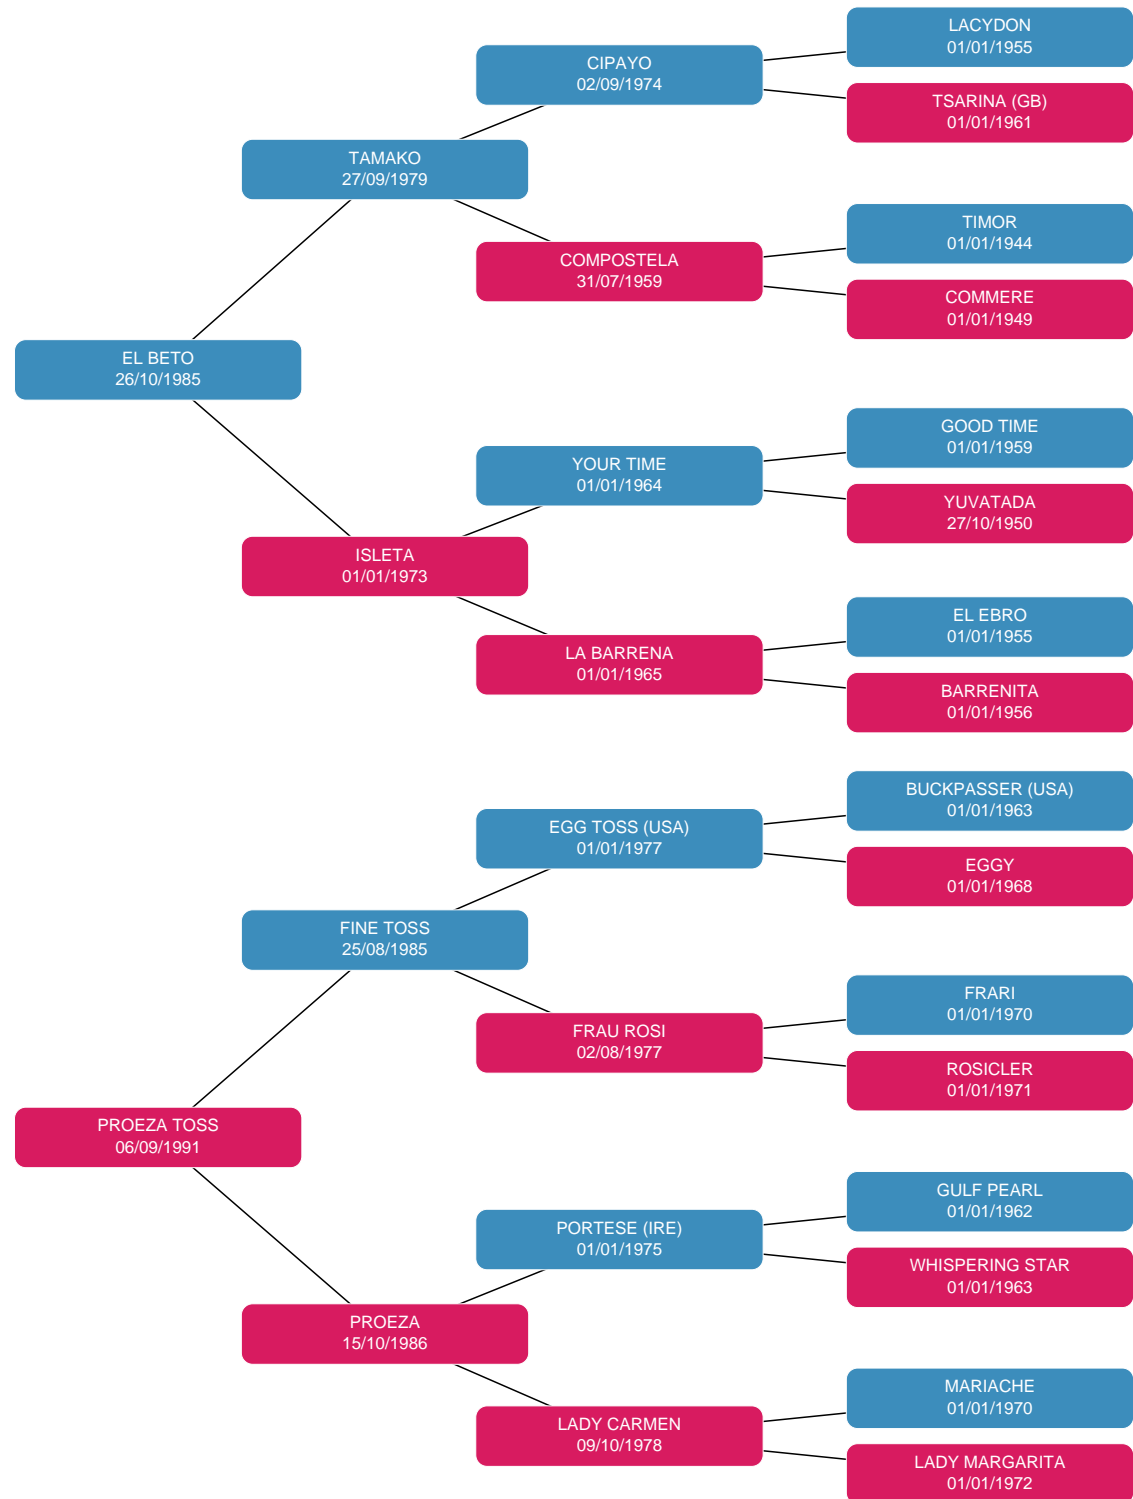 LACYDON
01/01/1955
CIPAYO
02/09/1974
TSARINA (GB)
01/01/1961
TAMAKO
27/09/1979
TIMOR
01/01/1944
COMPOSTELA
31/07/1959
COMMERE
01/01/1949
EL BETO
26/10/1985
GOOD TIME
01/01/1959
YOUR TIME
01/01/1964
YUVATADA
27/10/1950
ISLETA
01/01/1973
EL EBRO
01/01/1955
LA BARRENA
01/01/1965
BARRENITA
01/01/1956
BUCKPASSER (USA)
01/01/1963
EGG TOSS (USA)
01/01/1977
EGGY
01/01/1968
FINE TOSS
25/08/1985
FRARI
01/01/1970
FRAU ROSI
02/08/1977
ROSICLER
01/01/1971
PROEZA TOSS
06/09/1991
GULF PEARL
01/01/1962
PORTESE (IRE)
01/01/1975
WHISPERING STAR
01/01/1963
PROEZA
15/10/1986
MARIACHE
01/01/1970
LADY CARMEN
09/10/1978
LADY MARGARITA
01/01/1972